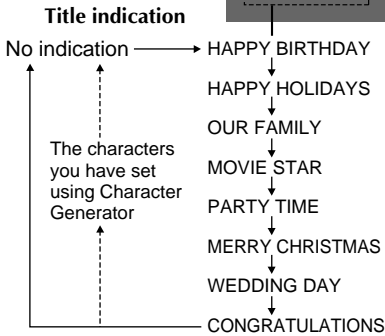 Title indication
No indication
HAPPY BIRTHDAY
HAPPY HOLIDAYS
OUR FAMILY
MOVIE STAR
PARTY TIME
MERRY CHRISTMAS
WEDDING DAY
CONGRATULATIONS
The characters
you have set
using Character
Generator